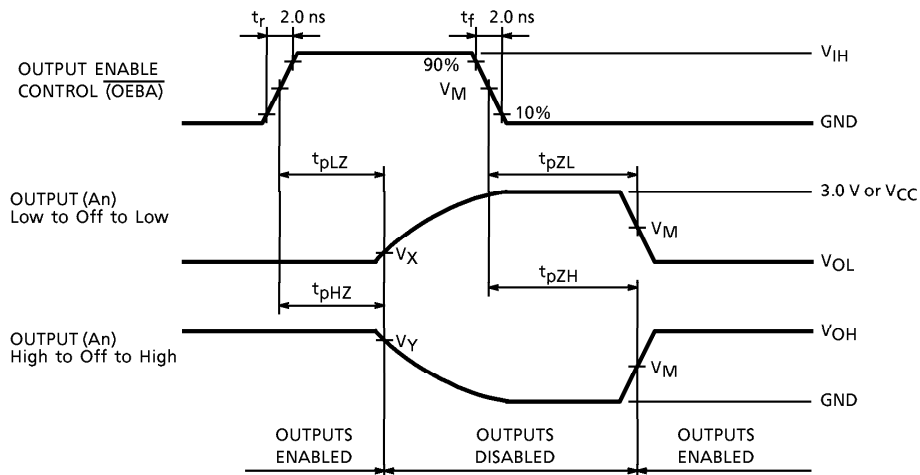 tr 2.0 ns tf 2.0 ns
OUTPUT ENABLE
CONTROL (OEBA)
90%
VM
10%
VIH
GND
tpLZ
tpZL
OUTPUT (An)
Low to Off to Low
3.0 V or VCC
VM
VX
VOL
tpHZ
tpZH
OUTPUT (An)
High to Off to High
VY
VOH
VM
GND
OUTPUTS
ENABLED
OUTPUTS
DISABLED
OUTPUTS
ENABLED